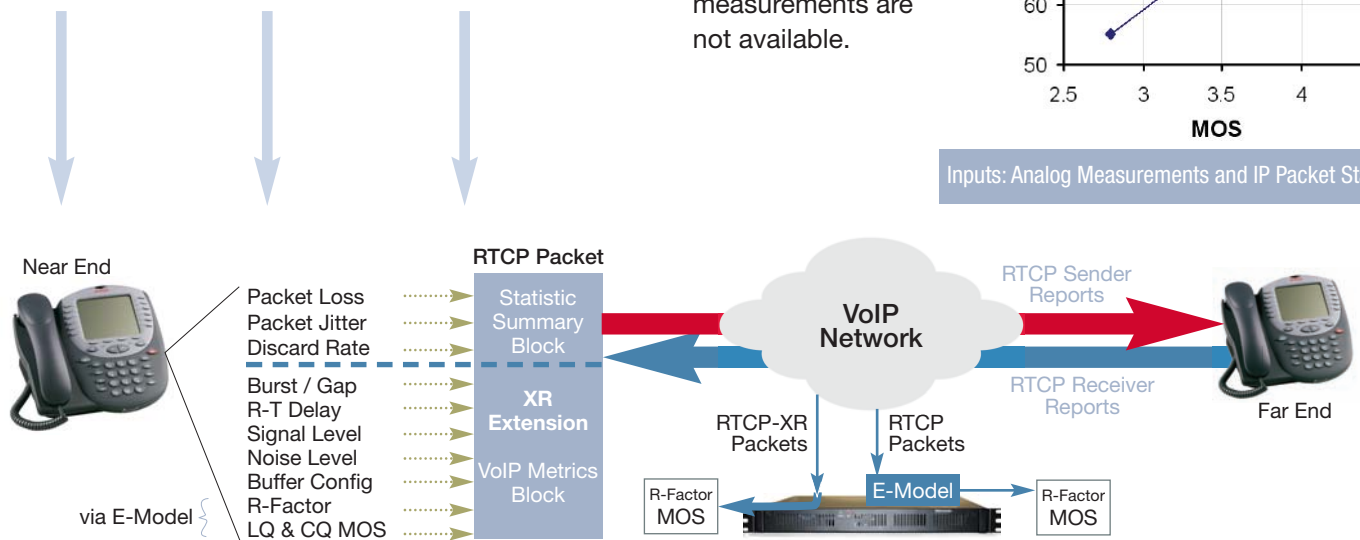 measurements are
not available.
60
50
2.5 3 3.5 4
MOS
Inputs: Analog Measurements and IP Packet
Near End
Packet Loss
Packet Jitter
Discard Rate
Burst / Gap
R-T Delay
Signal Level
Noise Level
Buffer Config
R-Factor
LQ & CQ MOS
via E-Model
RTCP Packet
Statistic
Summary
Block
XR
Extension
VoIP Metrics
Block
VoIP
Network
RTCP Sender
Reports
RTCP Receiver
Reports
Far End
RTCP-XR
Packets
RTCP
Packets
R-Factor
MOS
E-Model
R-Factor
MOS